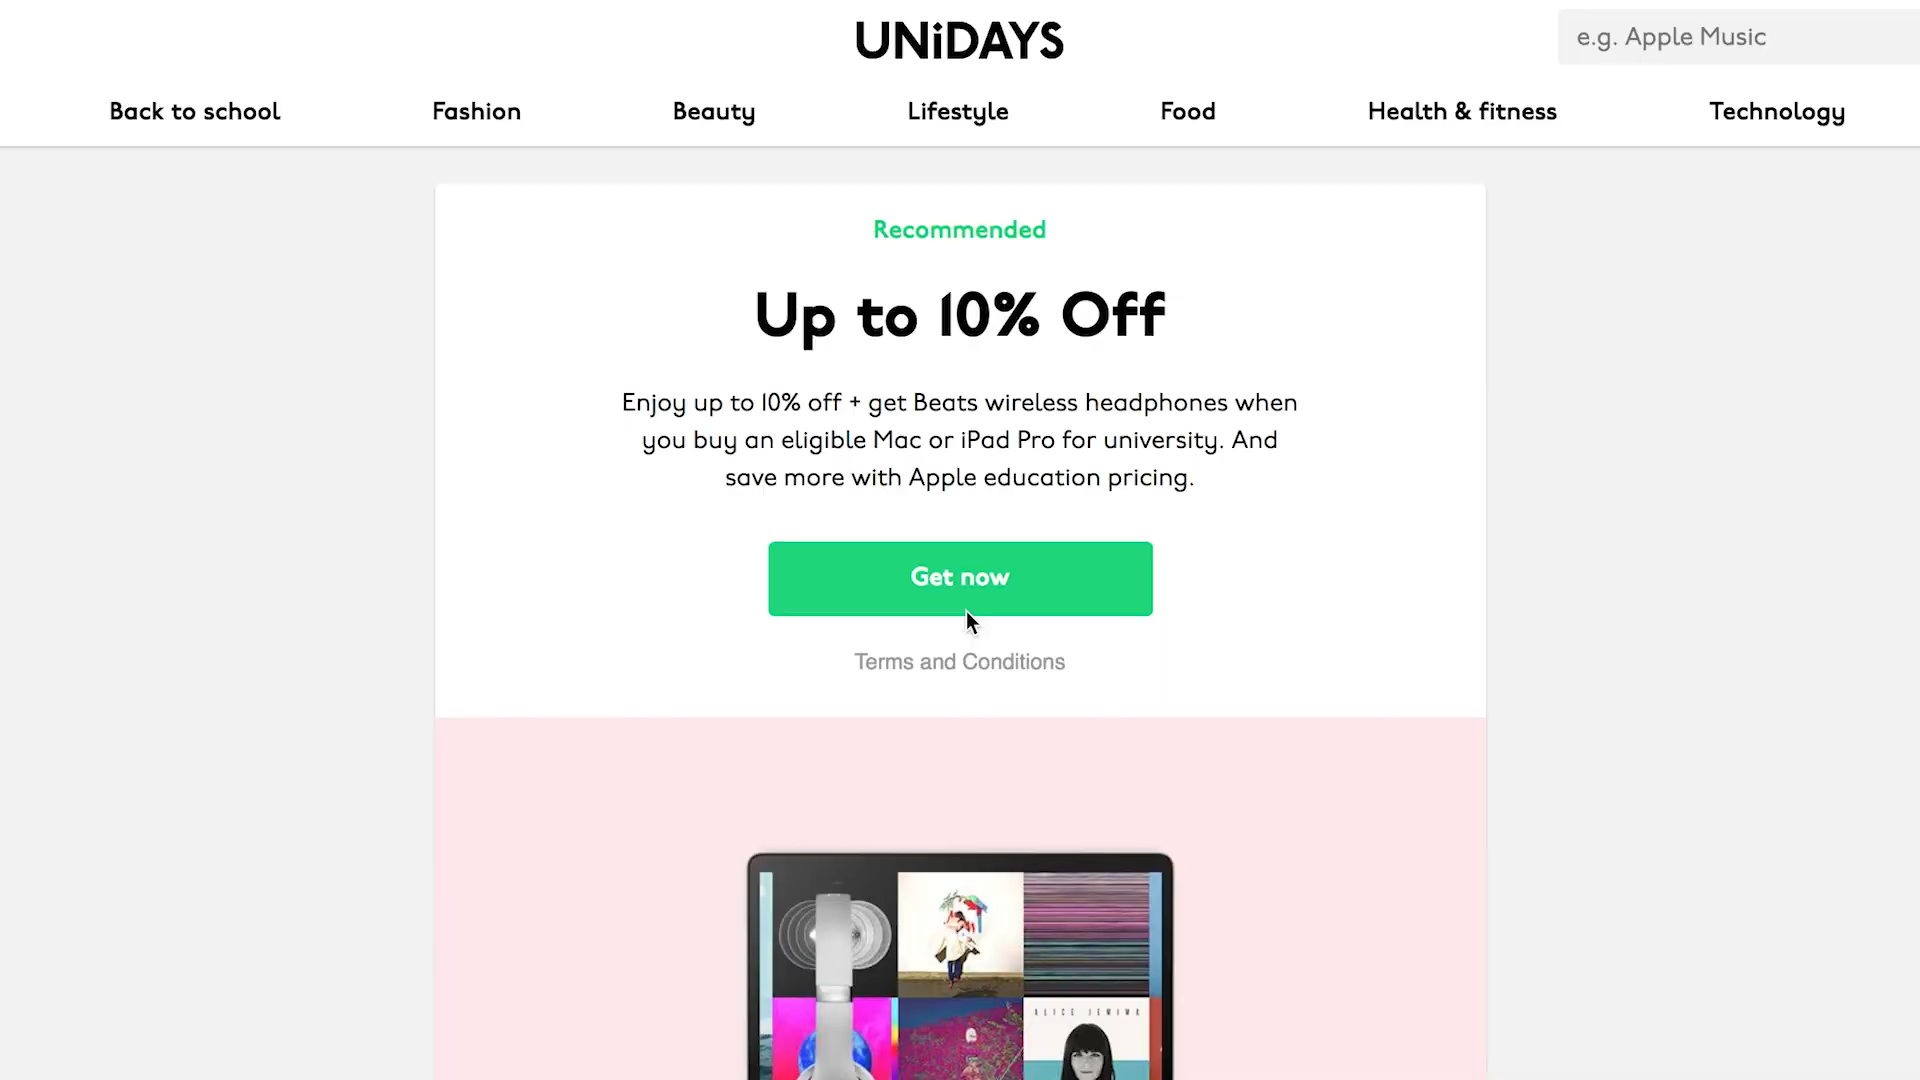 UNiDAYS
e.g. Apple Music
Back to school Fashion Beauty Lifestyle Food Health & fitness Technology
Recommended
Up to 10% Off
Enjoy up to 10% off + get Beats wireless headphones when
you buy an eligible Mac or iPad Pro for university. And
save more with Apple education pricing.
Get now
Terms and Conditions
ALICE JEMIMA